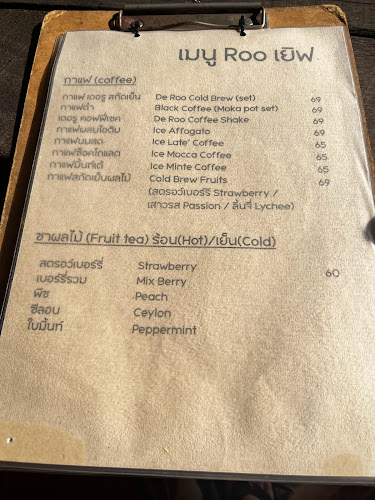 เมนู Roo เยิฟ
กาแฟ (coffee)
กาแฟ เดอรู สกัดเย็น De Roo Cold Brew (set) 69
กาแฟดำ Black Coffee (Moka pot set) 69
เดอรู คอฟฟี่เชค De Roo Coffee Shake 69
กาแฟผสมไอติม Ice Affogato 69
กาแฟนมสด Ice Late' Coffee 65
กาแฟช็อคโกแลต Ice Mocca Coffee 65
กาแฟมิ้นท์ต้ Ice Minte Coffee 65
กาแฟสกัดเย็นผลไม้ Cold Brew Fruits 69
(สตรอว์เบอร์รี่ Strawberry /
เสาวรส Passion / ลิ้นจี่ Lychee)
ชาผลไม้ (Fruit tea) ร้อน(Hot)/เย็น(Cold)
สตรอว์เบอร์รี่ Strawberry 60
เบอร์รี่รวม Mix Berry
พีช Peach
ซีลอน Ceylon
ใบมิ้นท์ Peppermint